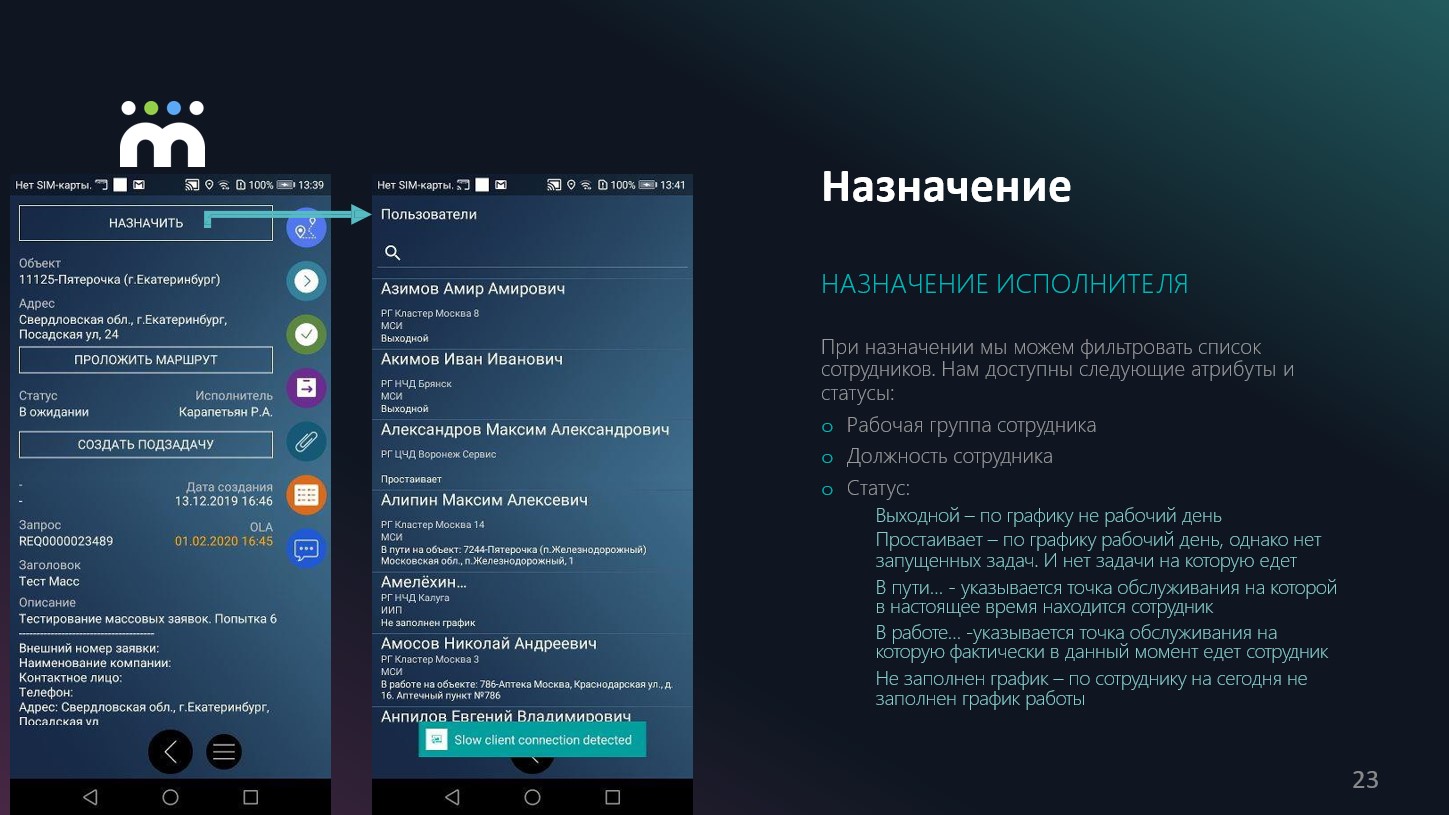 Нет SIM-карты. 100% 13:39
НАЗНАЧИТЬ
Объект
11125-Пятерочка (г.Екатеринбург)
Адрес
Свердловская обл., г.Екатеринбург,
Посадская ул, 24
ПРОЛОЖИТЬ МАРШРУТ
Статус Исполнитель
В ожидании Карапетьян Р.А.
СОЗДАТЬ ПОДЗАДАЧУ
- Дата создания
- 13.12.2019 16:46
Запрос OLA
REQ0000023489 01.02.2020 16:45
Заголовок
Тест Масс
Описание
Тестирование массовых заявок. Попытка 6
------------------------------------
Внешний номер заявки:
Наименование компании:
Контактное лицо:
Телефон:
Адрес: Свердловская обл., г.Екатеринбург,
Посадская ул
Нет SIM-карты. 100% 13:41
Пользователи
Азимов Амир Амирович
РГ Кластер Москва 8
МСИ
Выходной
Акимов Иван Иванович
РГ НЧД Брянск
МСИ
Выходной
Александров Максим Александрович
РГ ЦЧД Воронеж Сервис
Простаивает
Алипин Максим Алексевич
РГ Кластер Москва 14
МСИ
В пути на объект: 7244-Пятерочка (п.Железнодорожный)
Московская обл., п.Железнодорожный, 1
Амелёхин...
РГ НЧД Калуга
ИИП
Не заполнен график
Амосов Николай Андреевич
РГ Кластер Москва 3
МСИ
В работе на объекте: 786-Аптека Москва, Краснодарская ул., д.
16. Аптечный пункт №786
Анпилов Евгений Владимирович
Slow client connection detected
Назначение
НАЗНАЧЕНИЕ ИСПОЛНИТЕЛЯ
При назначении мы можем фильтровать список
сотрудников. Нам доступны следующие атрибуты и
статусы:
o Рабочая группа сотрудника
o Должность сотрудника
o Статус:
Выходной – по графику не рабочий день
Простаивает – по графику рабочий день, однако нет
запущенных задач. И нет задачи на которую едет
В пути... - указывается точка обслуживания на которой
в настоящее время находится сотрудник
В работе... -указывается точка обслуживания на
которую фактически в данный момент едет сотрудник
Не заполнен график – по сотруднику на сегодня не
заполнен график работы
23